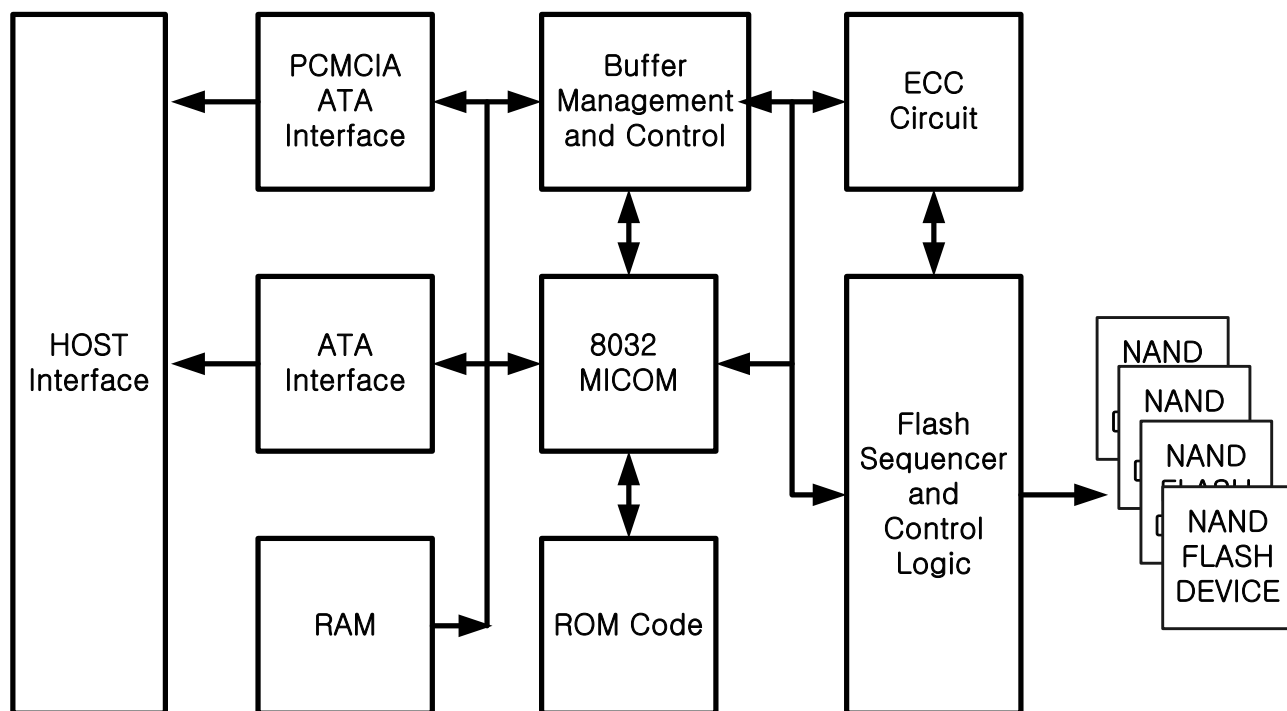 PCMCIA
ATA
Interface
Buffer
Management
and Control
ECC
Circuit
HOST
Interface
ATA
Interface
8032
MICOM
Flash
Sequencer
and
Control
Logic
RAM
ROM Code
NAND
NAND
NAND
FLASH
NAND
FLASH
DEVICE